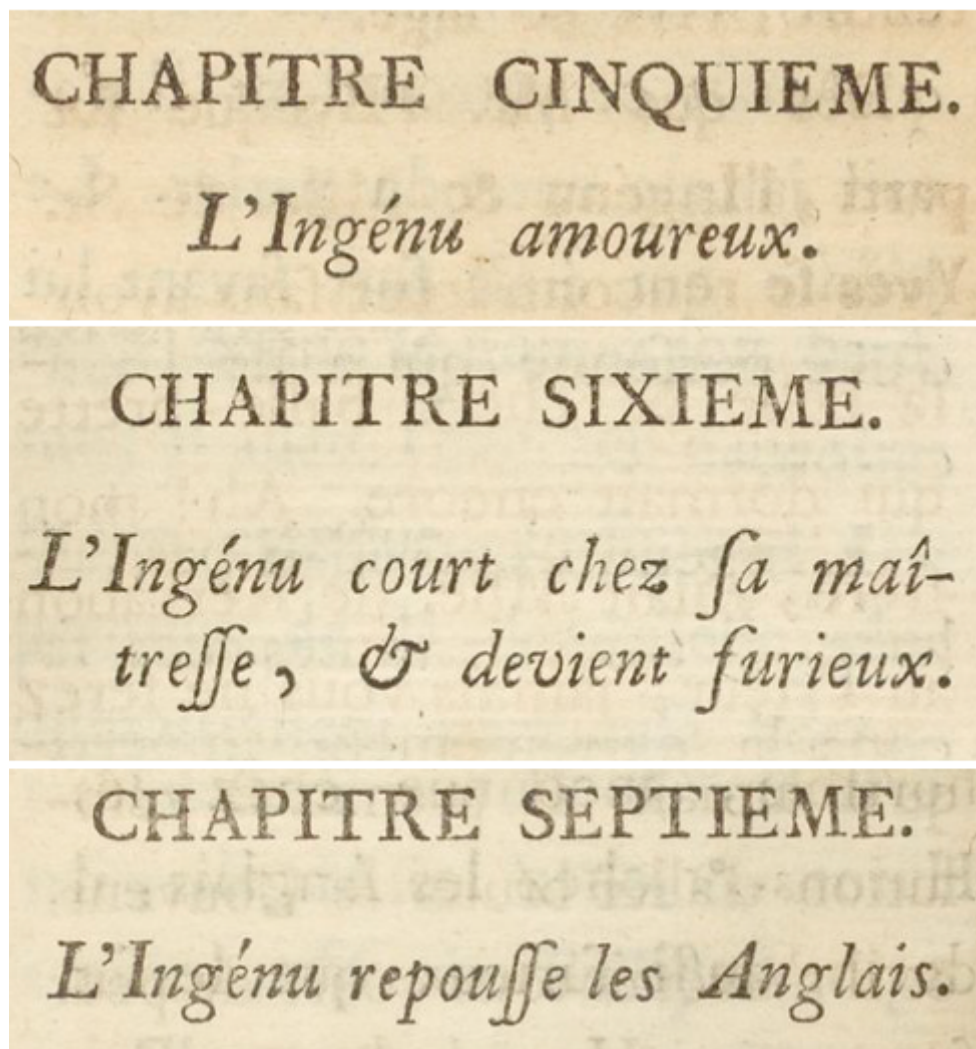 CHAPITRE CINQUIEME.
L'Ingénu amoureux.
CHAPITRE SIXIEME.
L'Ingénu court chez ſa maî-
treſſe, & devient furieux.
CHAPITRE SEPTIEME.
L'Ingénu repouſſe les Anglais.